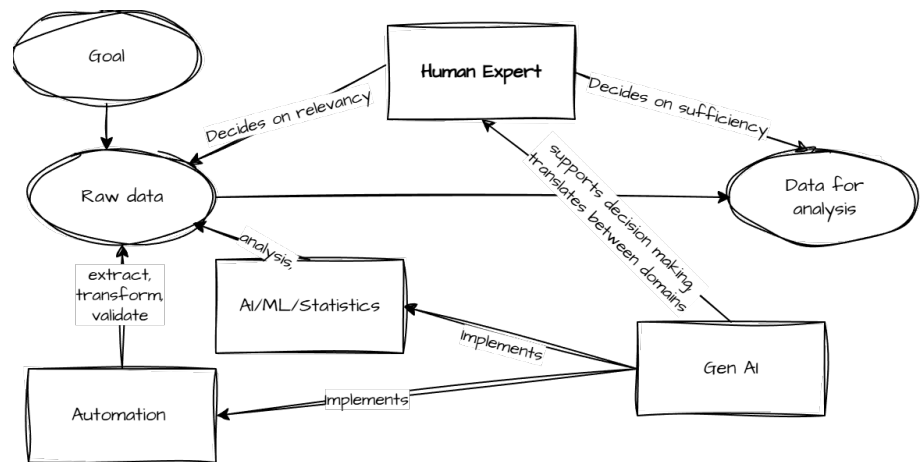 Goal
Human Expert
Decides on relevancy
Decides on sufficiency
supports decision making,
translates between domains
Raw data
Data for
analysis
analysis,
extract,
transform,
validate
AI/ML/Statistics
Implements
Gen AI
Automation
Implements